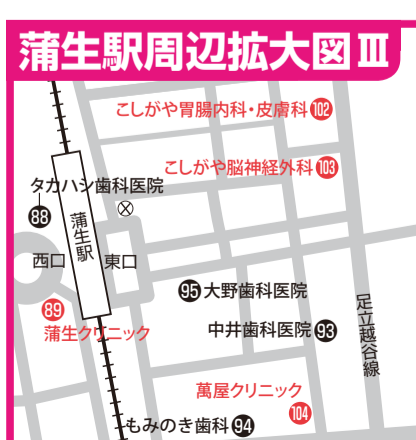 蒲生駅周辺拡大図Ⅲ
こしがや胃腸内科・皮膚科 102
こしがや脳神経外科 103
タカハシ歯科医院
88
蒲生駅
西口
東口
95 大野歯科医院
足立越谷線
89
蒲生クリニック
中井歯科医院 93
萬屋クリニック
104
もみのき歯科 94